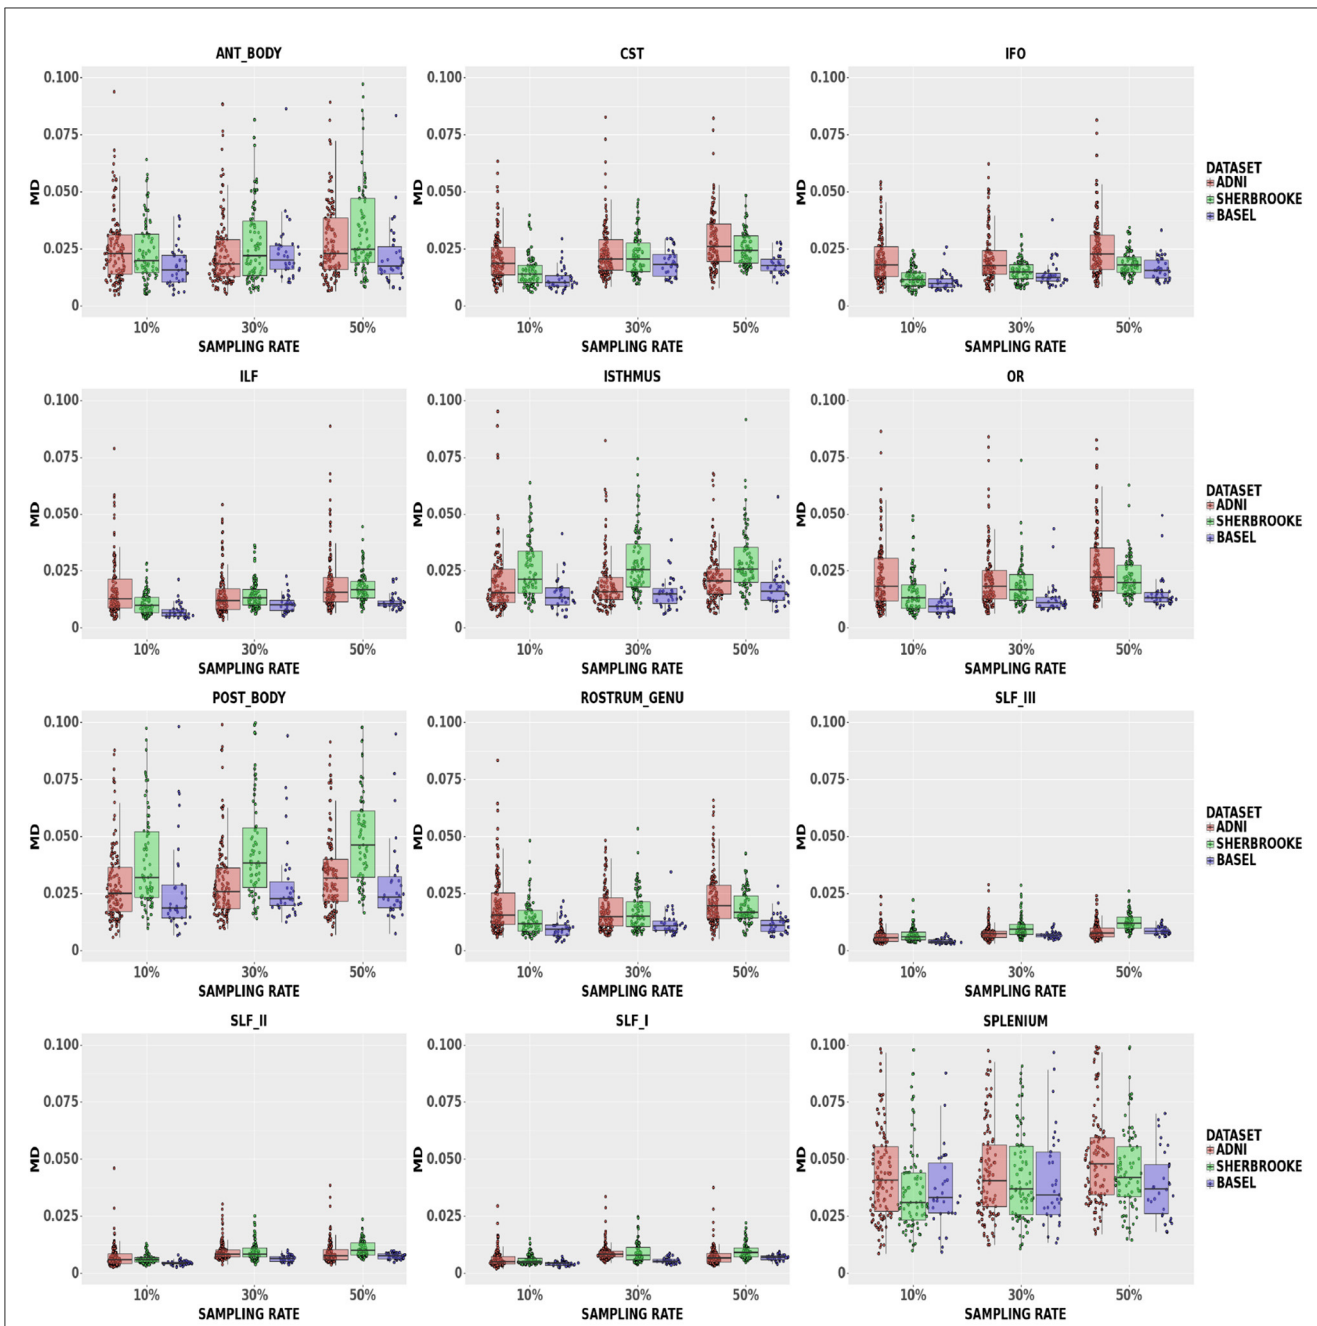 ANT_BODY CST IFO
0.100 0.100 0.100
0.075 0.075 0.075
0.050 0.050 0.050
0.025 0.025 0.025
0 0 0
MD MD MD
10% 30% 50% 10% 30% 50% 10% 30% 50%
SAMPLING RATE SAMPLING RATE SAMPLING RATE
DATASET
ADNI
SHERBROOKE
BASEL
ILF ISTHMUS OR
0.100 0.100 0.100
0.075 0.075 0.075
0.050 0.050 0.050
0.025 0.025 0.025
0 0 0
MD MD MD
10% 30% 50% 10% 30% 50% 10% 30% 50%
SAMPLING RATE SAMPLING RATE SAMPLING RATE
DATASET
ADNI
SHERBROOKE
BASEL
POST_BODY ROSTRUM_GENU SLF_III
0.100 0.100 0.100
0.075 0.075 0.075
0.050 0.050 0.050
0.025 0.025 0.025
0 0 0
MD MD MD
10% 30% 50% 10% 30% 50% 10% 30% 50%
SAMPLING RATE SAMPLING RATE SAMPLING RATE
DATASET
ADNI
SHERBROOKE
BASEL
SLF_II SLF_I SPLENIUM
0.100 0.100 0.100
0.075 0.075 0.075
0.050 0.050 0.050
0.025 0.025 0.025
0 0 0
MD MD MD
10% 30% 50% 10% 30% 50% 10% 30% 50%
SAMPLING RATE SAMPLING RATE SAMPLING RATE
DATASET
ADNI
SHERBROOKE
BASEL